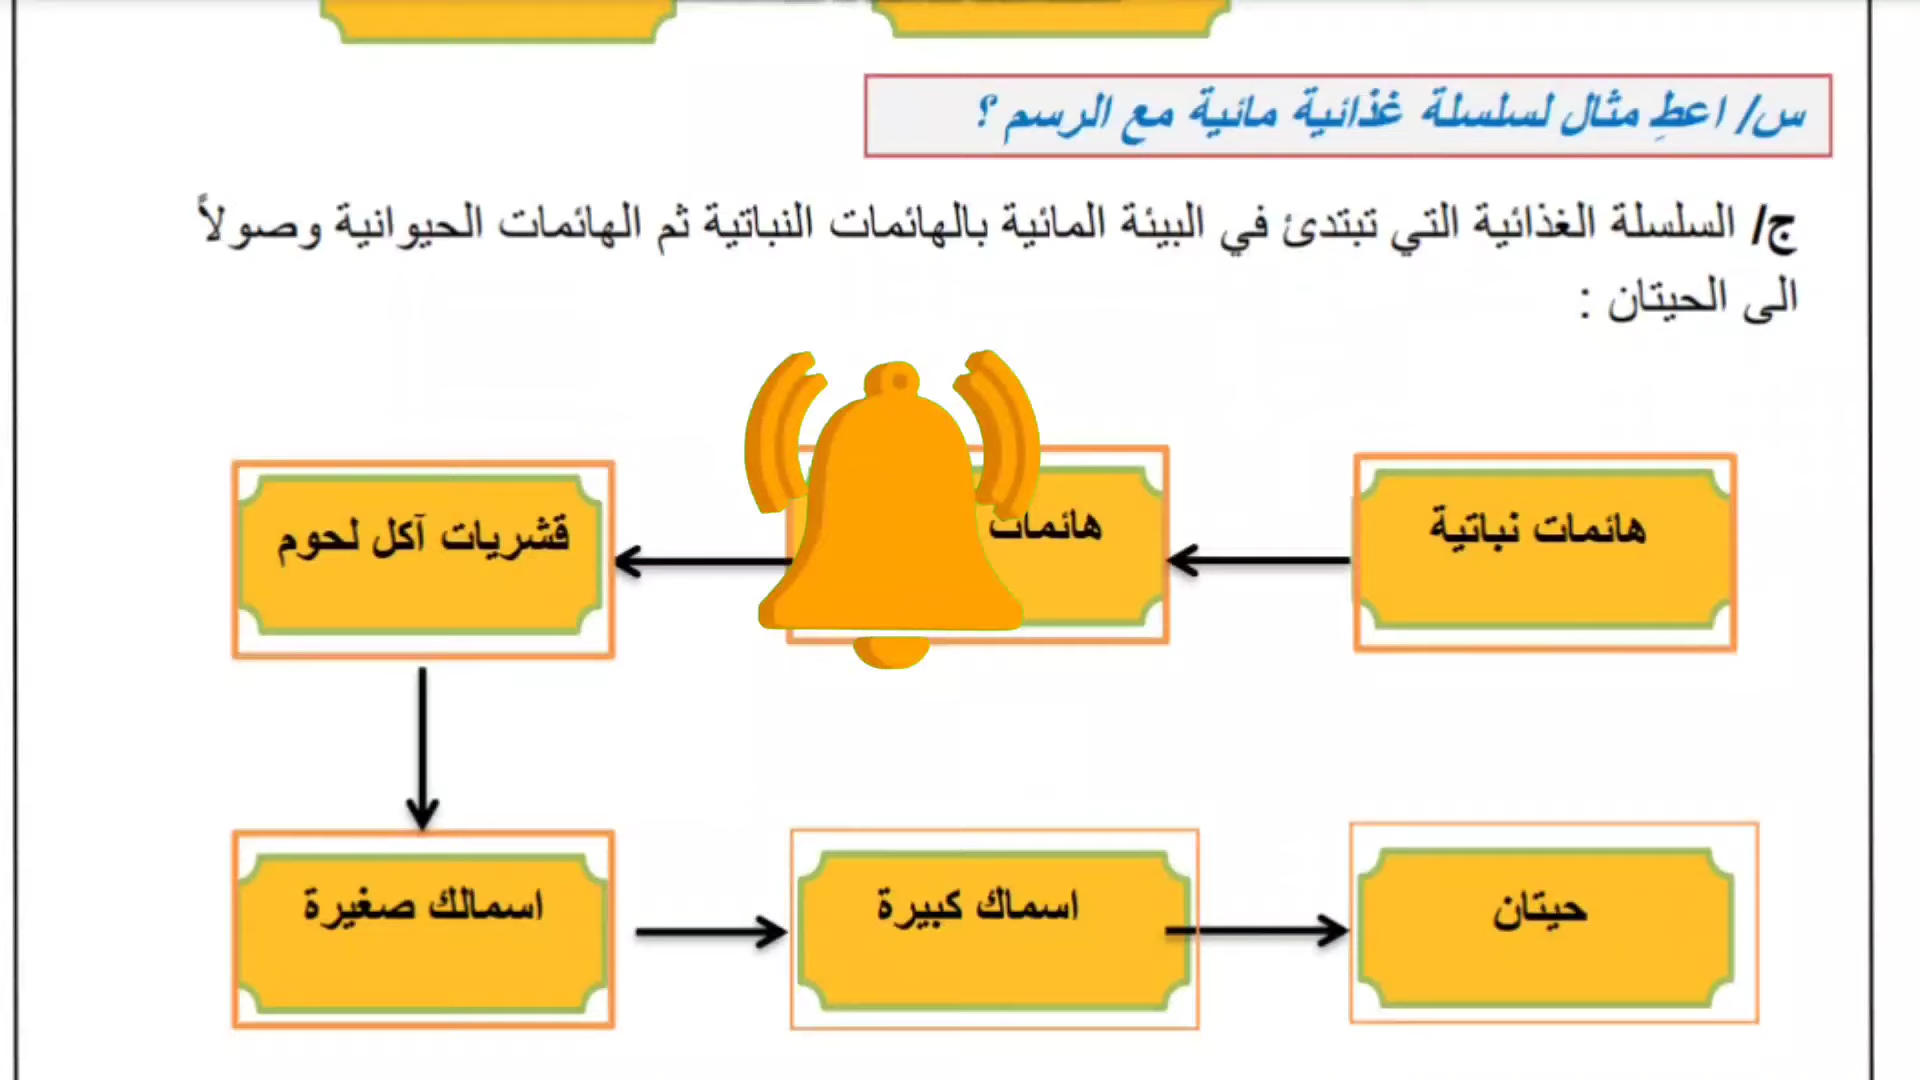 س/ اعطِ مثال لسلسلة غذائية مائية مع الرسم ؟
ج/ السلسلة الغذائية التي تبتدئ في البيئة المائية بالهائمات النباتية ثم الهائمات الحيوانية وصولاً
الى الحيتان :
هائمات نباتية
هائمات
قشريات آكل لحوم
اسمالك صغيرة
اسماك كبيرة
حيتان